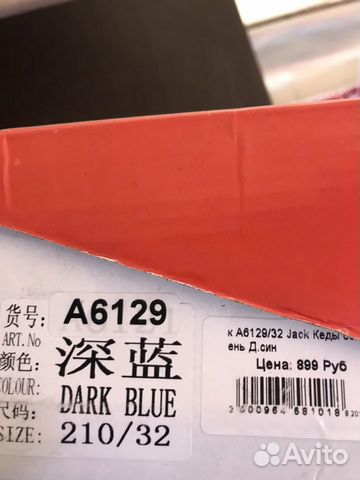 货号: A6129
ART.No
颜色: 深蓝
COLOUR: DARK BLUE
尺码:
SIZE: 210/32
к A6129/32 Jack Кеды
ень Д.син
Цена: 899 Руб
Avito